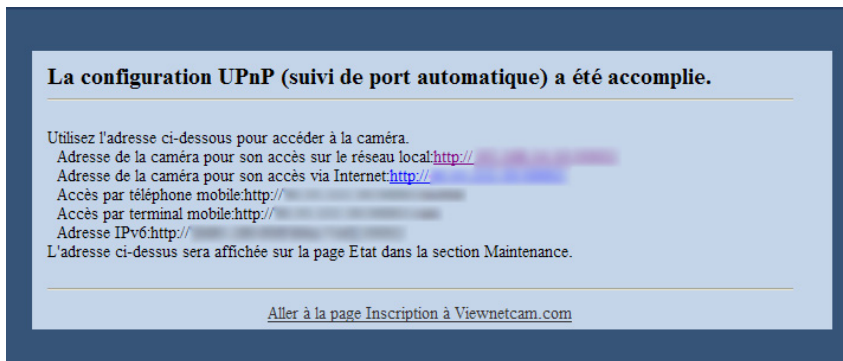 La configuration UPnP (suivi de port automatique) a été accomplie.
Utilisez l'adresse ci-dessous pour accéder à la caméra.
Adresse de la caméra pour son accès sur le réseau local:http://
Adresse de la caméra pour son accès via Internet:http://
Accès par téléphone mobile:http://
Accès par terminal mobile:http://
Adresse IPv6:http://
L'adresse ci-dessus sera affichée sur la page Etat dans la section Maintenance.
Aller à la page Inscription à Viewnetcam.com